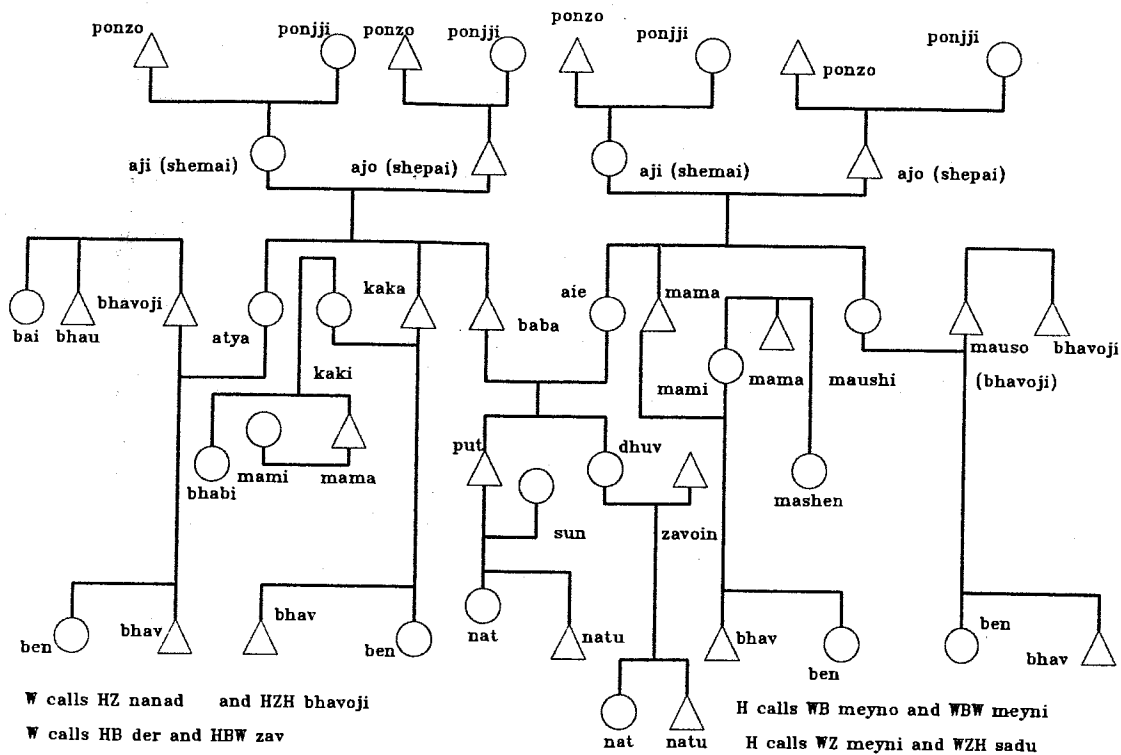 ponzo ponjji ponzo ponjji ponzo ponjji ponzo ponjji
aji (shemai) ajo (shepai) aji (shemai) ajo (shepai)
bai bhau bhavoji atya kaka baba aie mama mauso bhavoji
kaki mami mama maushi (bhavoji)
bhabi mami mama put dhuv mashen
sun zavoin
ben bhav bhav ben nat natu bhav ben ben bhav
nat natu
W calls HZ nanad and HZH bhavoji
W calls HB der and HBW zav
H calls WB meyno and WBW meyni
H calls WZ meyni and WZH sadu